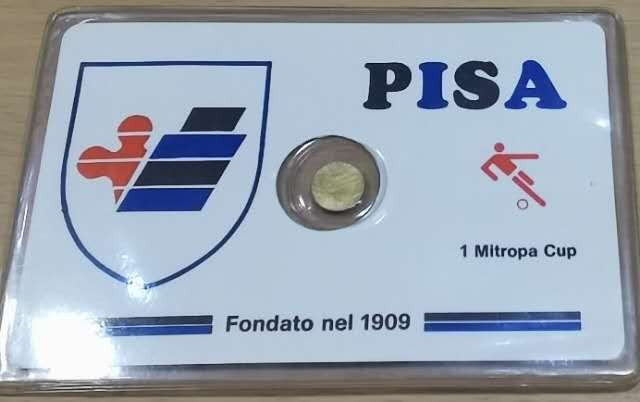 PISA
1 Mitropa Cup
Fondato nel 1909